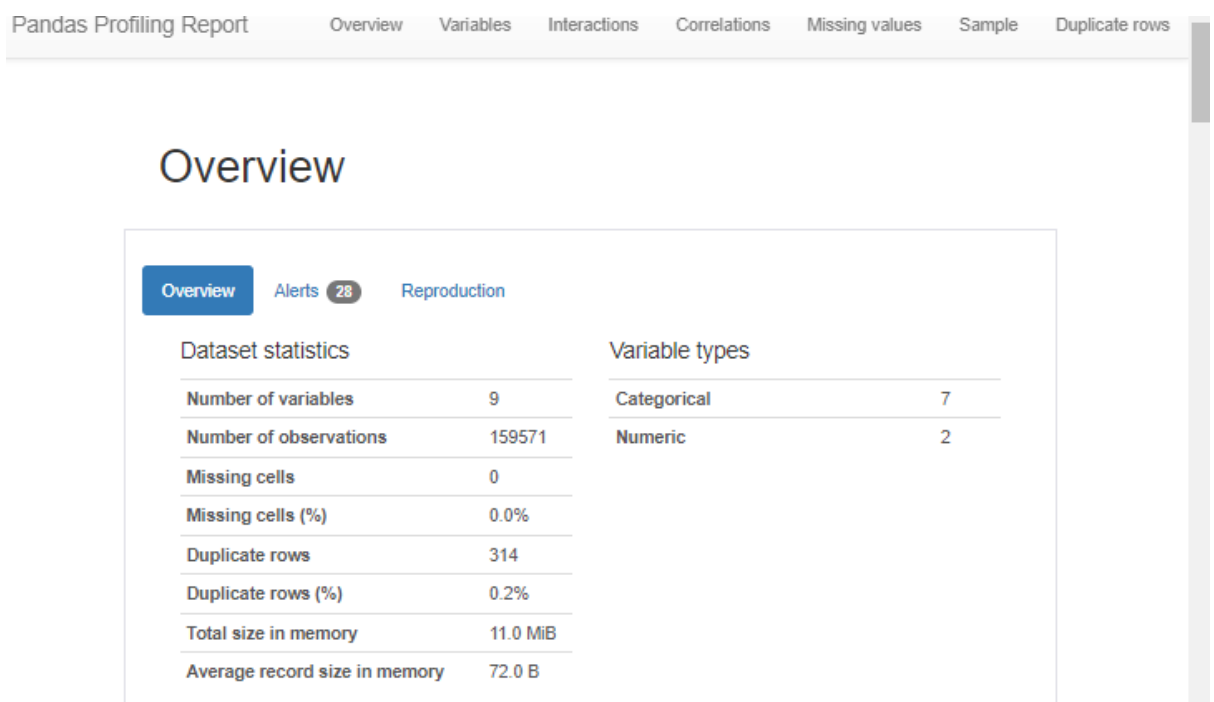 Pandas Profiling Report Overview Variables Interactions Correlations Missing values Sample Duplicate rows
Overview
Overview Alerts 28 Reproduction
Dataset statistics
Number of variables 9
Number of observations 159571
Missing cells 0
Missing cells (%) 0.0%
Duplicate rows 314
Duplicate rows (%) 0.2%
Total size in memory 11.0 MiB
Average record size in memory 72.0 B
Variable types
Categorical 7
Numeric 2